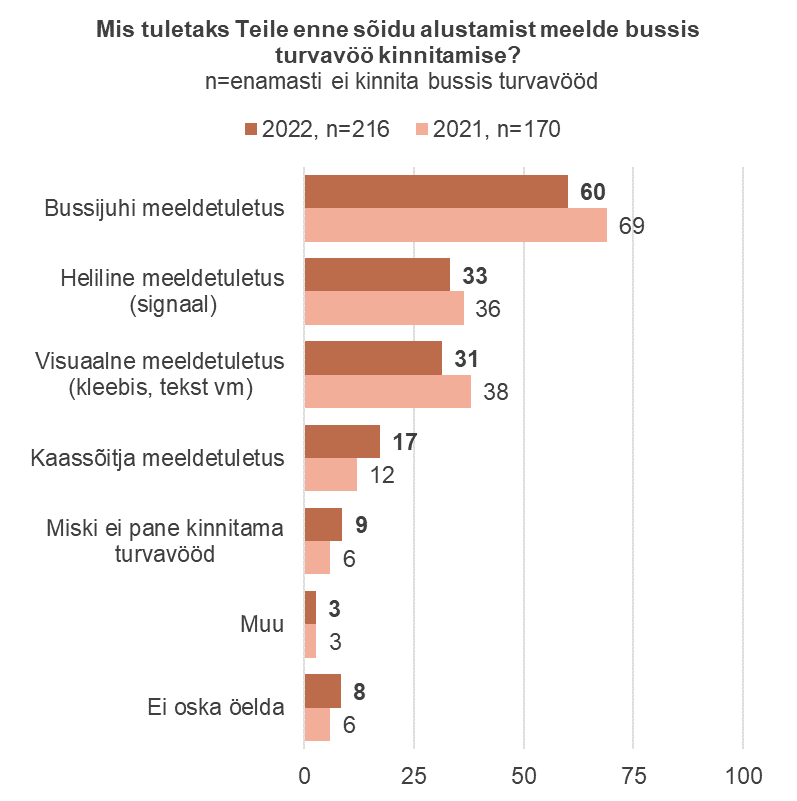 Mis tuletaks Teile enne sõidu alustamist meelde bussis
turvavöö kinnitamise?
n=enamasti ei kinnita bussis turvavööd
2022, n=216 2021, n=170
Bussijuhi meeldetuletus
60
69
Heliline meeldetuletus
(signaal)
33
36
Visuaalne meeldetuletus
(kleebis, tekst vm)
31
38
Kaassõitja meeldetuletus
17
12
Miski ei pane kinnitama
turvavööd
9
6
Muu
3
3
Ei oska öelda
8
6
0 25 50 75 100